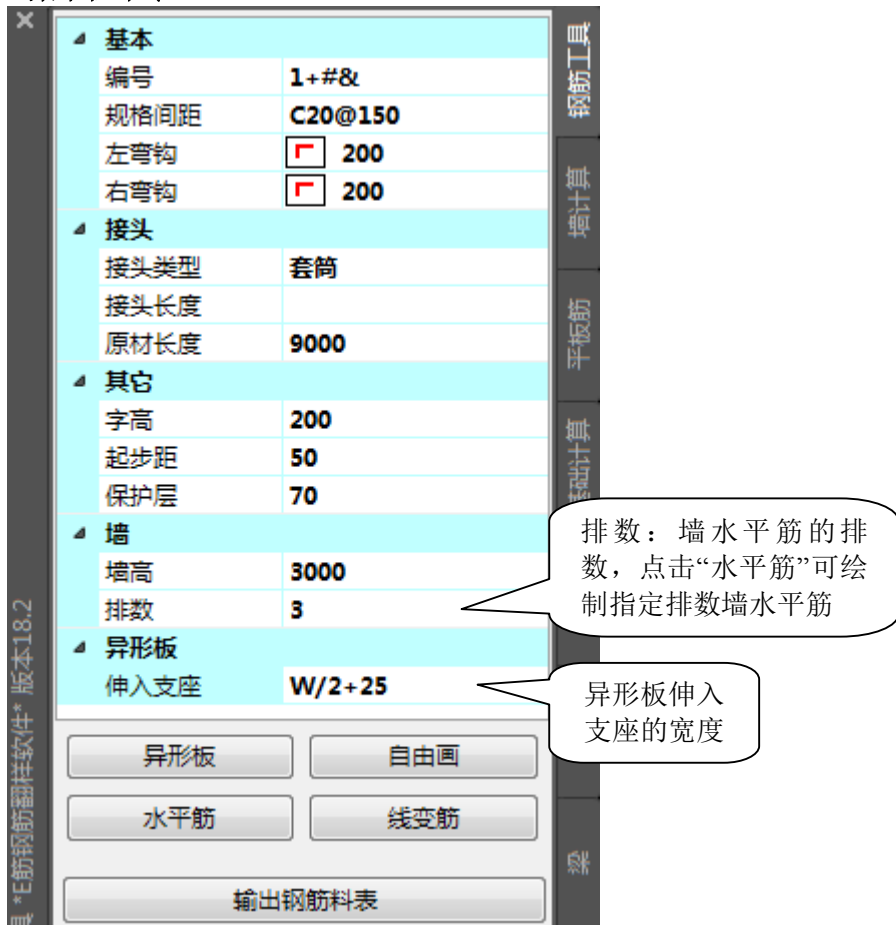 基本
编号 1+#&
规格间距 C20@150
左弯钩 200
右弯钩 200
接头
接头类型 套筒
接头长度
原材长度 9000
其它
字高 200
起步距 50
保护层 70
墙
墙高 3000
排数 3
异形板
伸入支座 W/2+25
异形板 自由画
水平筋 线变筋
输出钢筋料表
钢筋工具
墙计算
平板筋
础计算
梁
排数：墙水平筋的排
数，点击“水平筋”可绘
制指定排数墙水平筋
异形板伸入
支座的宽度
具 *E筋钢筋翻样软件* 版本18.2